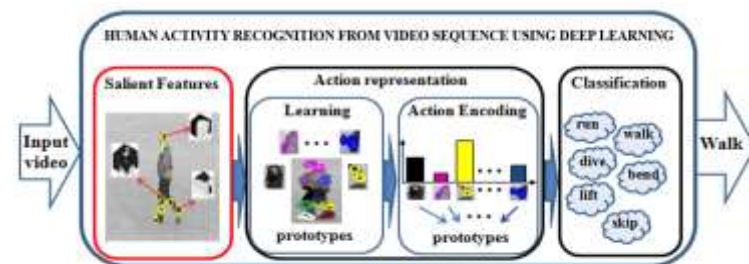 HUMAN ACTIVITY RECOGNITION FROM VIDEO SEQUENCE USING DEEP LEARNING
Input
video
Salient Features
Action representation
Learning
prototypes
Action Encoding
prototypes
Classification
run
walk
dive
bend
lift
skip
Walk